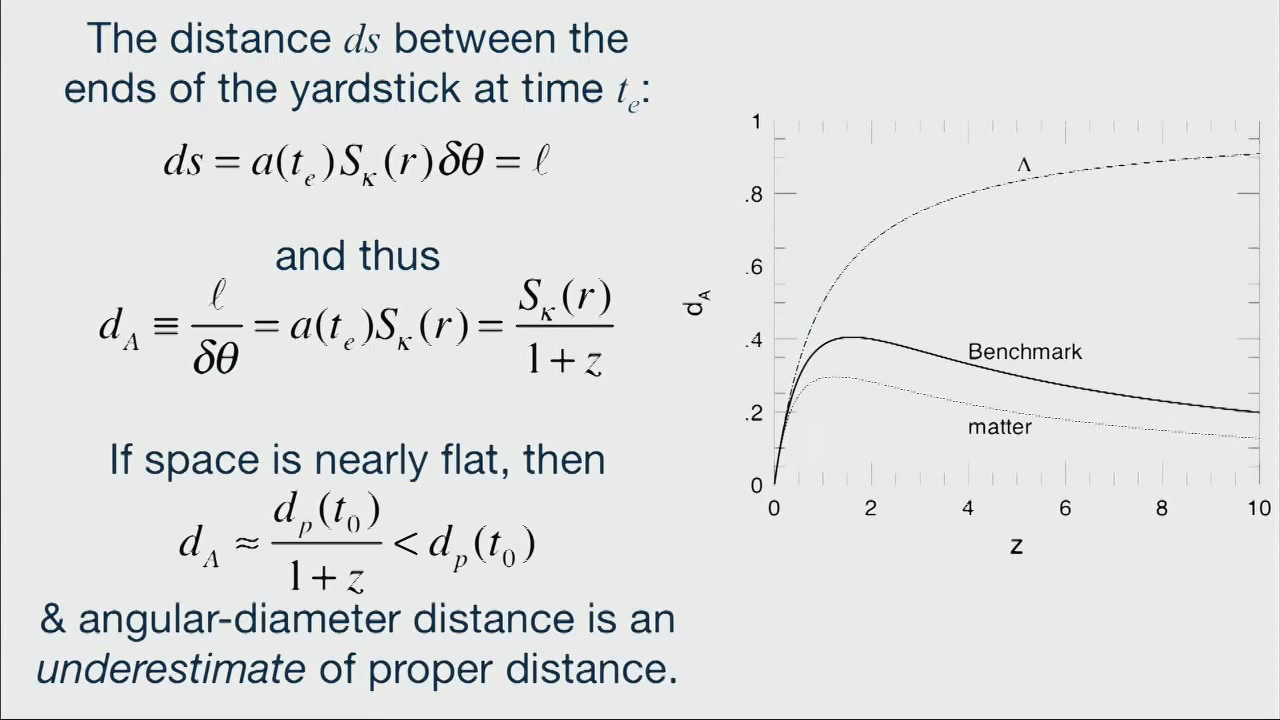 The distance ds between the
ends of the yardstick at time tₑ:
ds = a(tₑ)S_κ(r)δθ = ℓ
and thus
d_A ≡ ℓ/δθ = a(tₑ)S_κ(r) = S_κ(r)/(1 + z)
If space is nearly flat, then
d_A ≈ d_p(t₀)/(1 + z) < d_p(t₀)
& angular-diameter distance is an
underestimate of proper distance.
1
.8
.6
.4
.2
0
d_A
Λ
Benchmark
matter
0 2 4 6 8 10
z